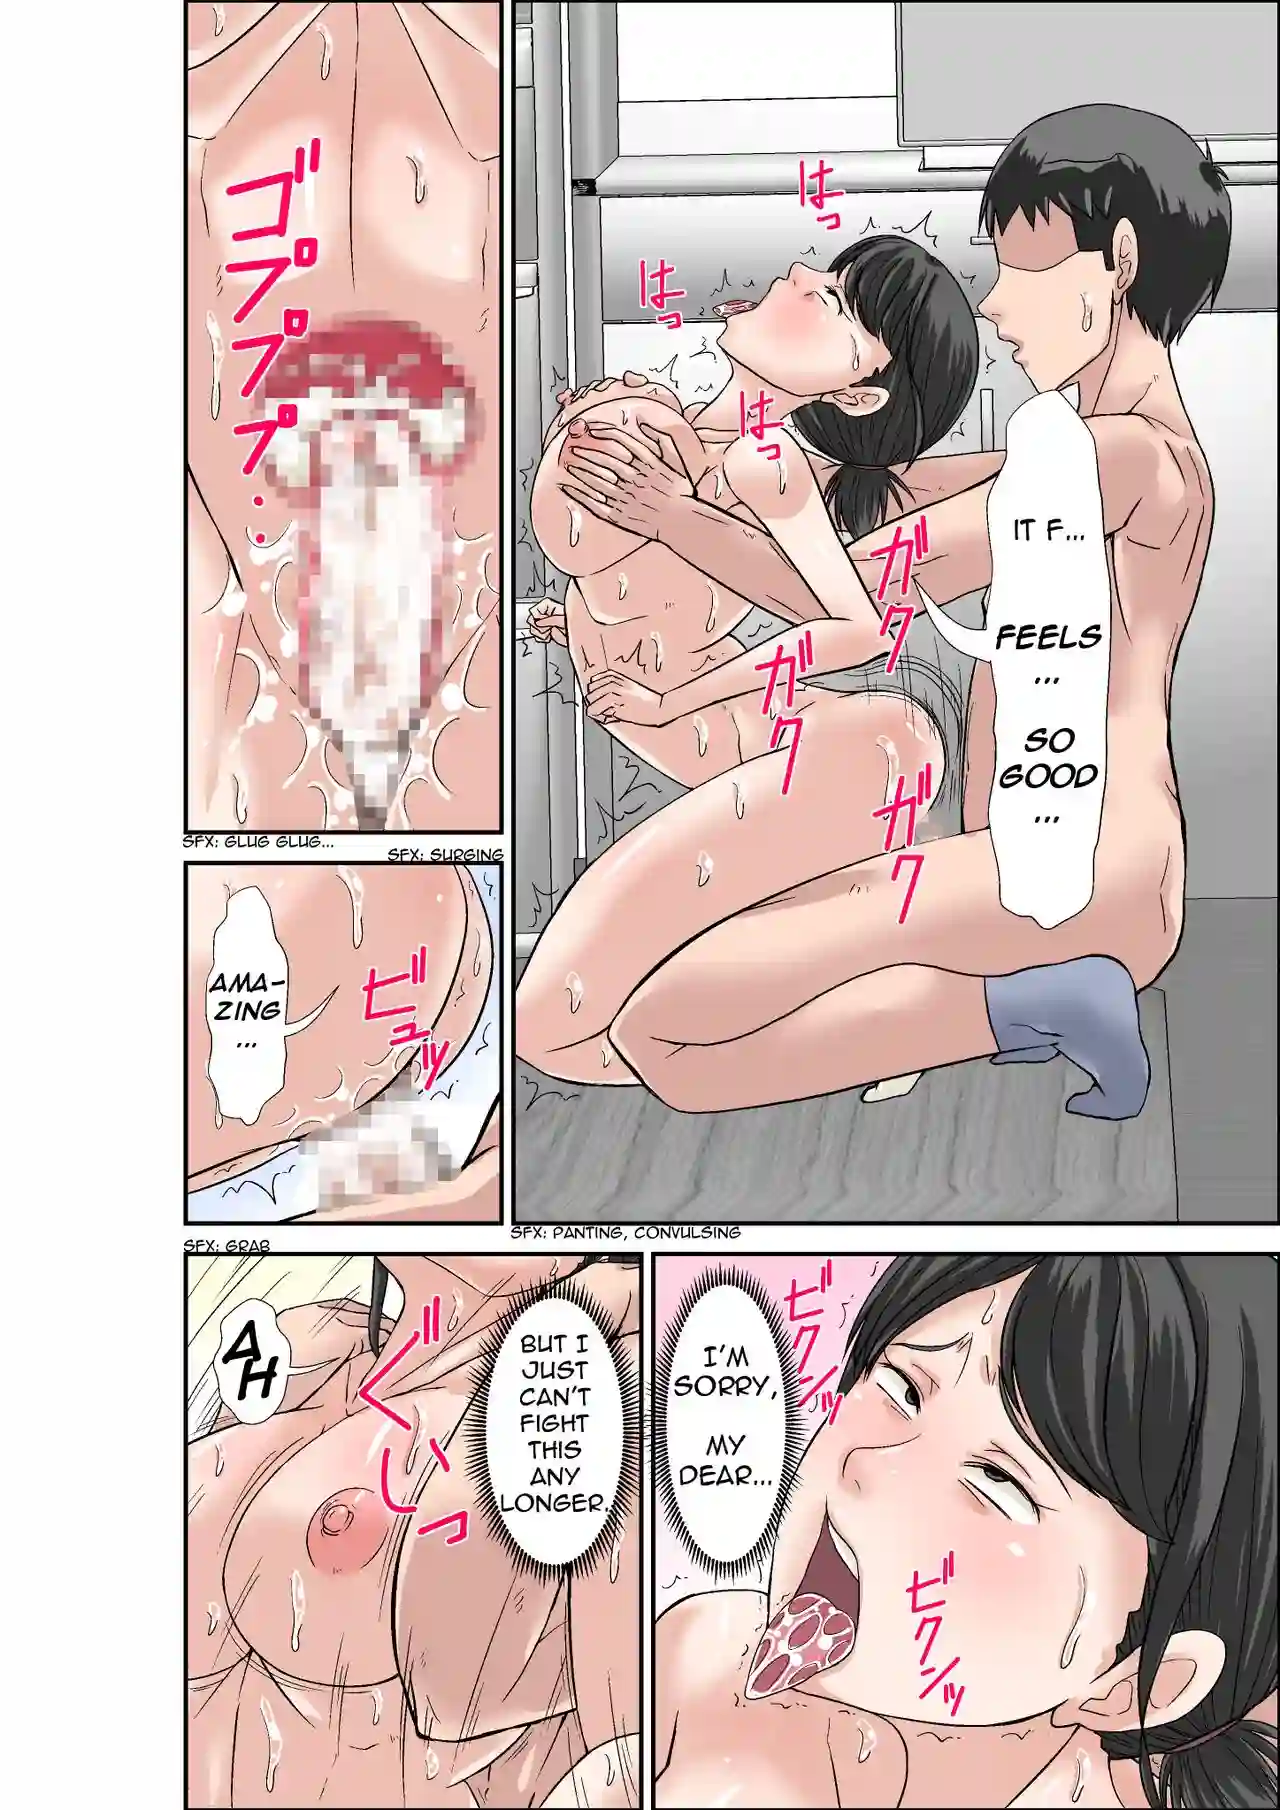 はっ
はっ
はっ
IT F...
FEELS
...
SO
GOOD
...
ガク
ガク
ガク
SFX: PANTING, CONVULSING
ゴプププ・・
SFX: GLUG GLUG...
SFX: SURGING
AMA-
ZING
...
ビュッ
I'M
SORRY,
MY
DEAR...
ビクンッ
ビクンッ
SFX: GRAB
BUT I
JUST
CAN'T
FIGHT
THIS
ANY
LONGER.
AH
ぐいっ